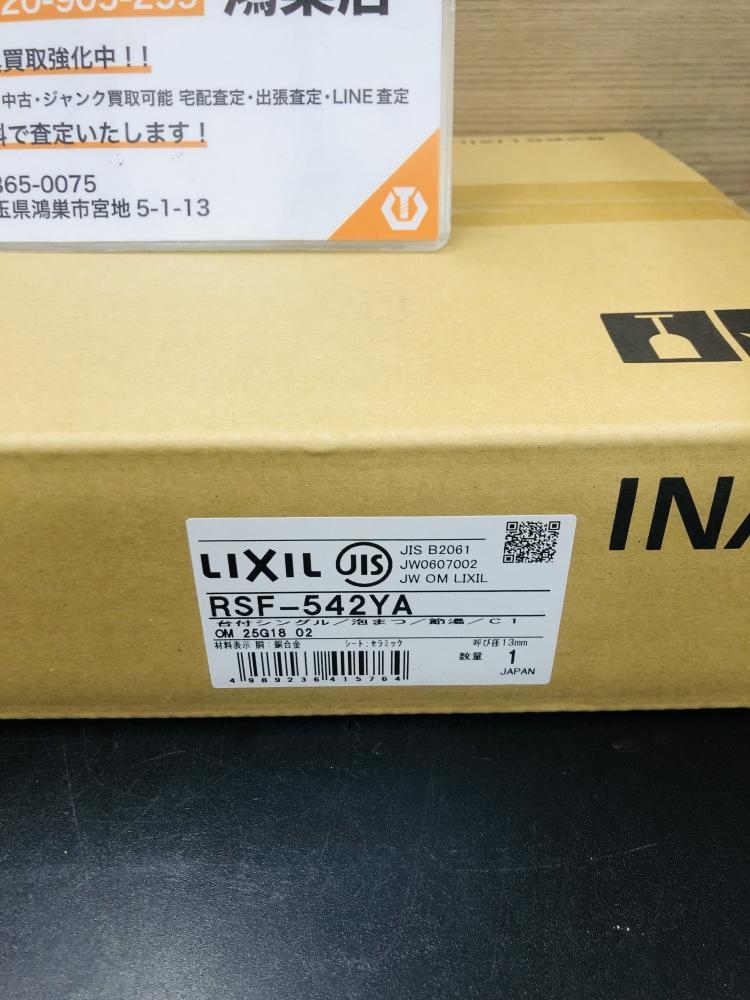 20-905-299 鴻巣店
買取強化中!!
中古・ジャンク買取可能 宅配査定・出張査定・LINE査定
料で査定いたします!
365-0075
玉県鴻巣市宮地 5-1-13
INA
LIXIL JIS
JIS B2061
JW0607002
JW OM LIXIL
RSF-542YA
台付シングル/泡まつ/節湯/C1
OM 25G18 02
材料表示 胴:銅合金 シート:セラミック 呼び径13mm
数量 1
4989236415764
JAPAN